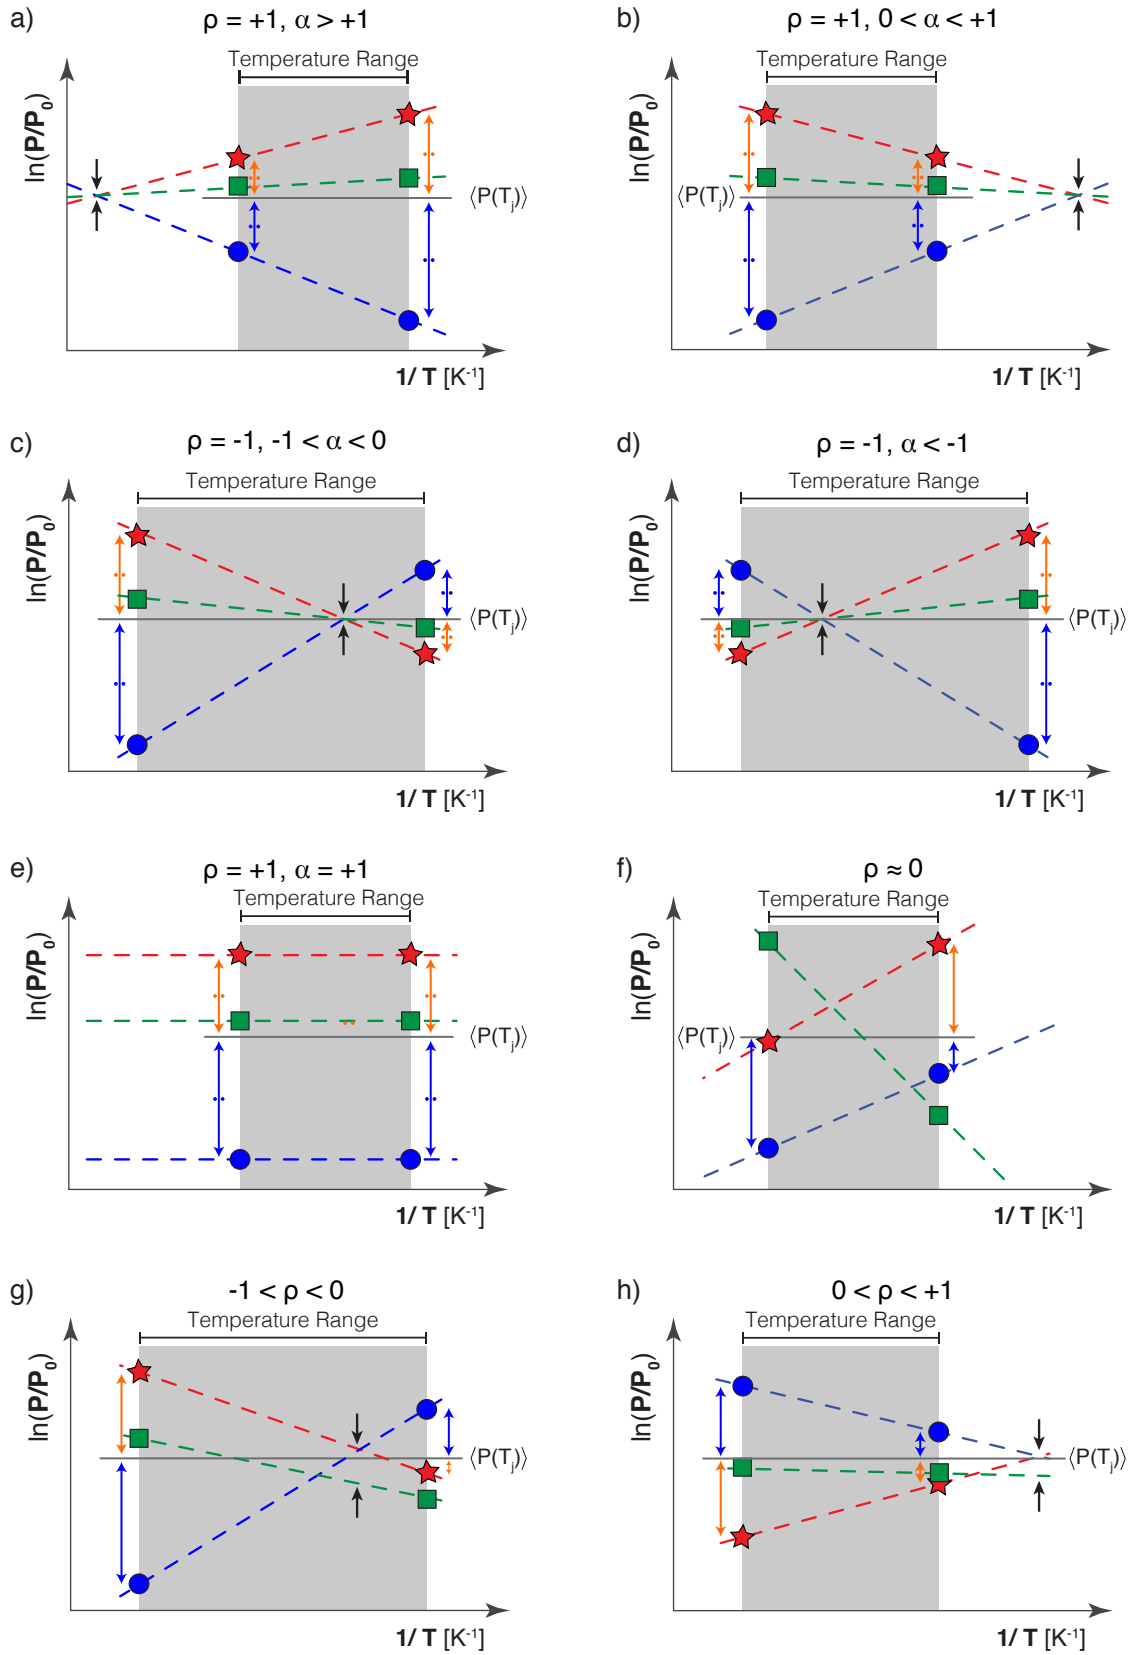 a)
ρ = +1, α > +1
Temperature Range
ln(P/P₀)
⟨P(Tⱼ)⟩
1/ T [K⁻¹]
b)
ρ = +1, 0 < α < +1
Temperature Range
ln(P/P₀)
⟨P(Tⱼ)⟩
1/ T [K⁻¹]
c)
ρ = -1, -1 < α < 0
Temperature Range
ln(P/P₀)
⟨P(Tⱼ)⟩
1/ T [K⁻¹]
d)
ρ = -1, α < -1
Temperature Range
ln(P/P₀)
⟨P(Tⱼ)⟩
1/ T [K⁻¹]
e)
ρ = +1, α = +1
Temperature Range
ln(P/P₀)
⟨P(Tⱼ)⟩
1/ T [K⁻¹]
f)
ρ ≈ 0
Temperature Range
ln(P/P₀)
⟨P(Tⱼ)⟩
1/ T [K⁻¹]
g)
-1 < ρ < 0
Temperature Range
ln(P/P₀)
⟨P(Tⱼ)⟩
1/ T [K⁻¹]
h)
0 < ρ < +1
Temperature Range
ln(P/P₀)
⟨P(Tⱼ)⟩
1/ T [K⁻¹]